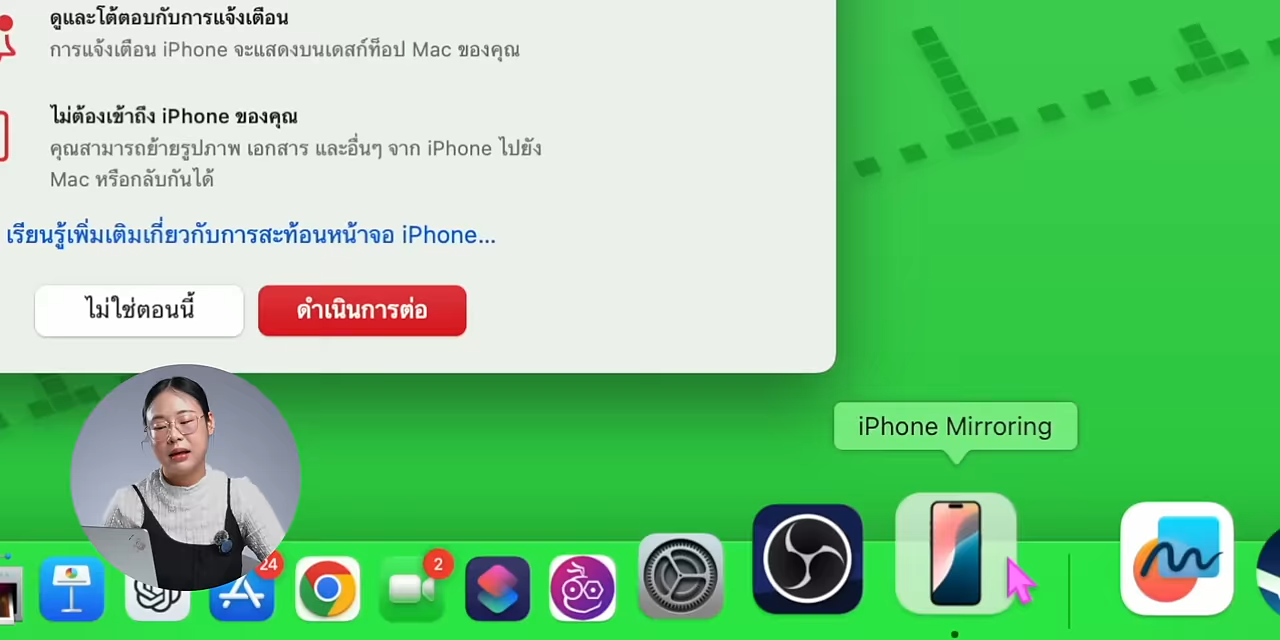 ดูและโต้ตอบกับการแจ้งเตือน
การแจ้งเตือน iPhone จะแสดงบนเดสก์ท็อป Mac ของคุณ
ไม่ต้องเข้าถึง iPhone ของคุณ
คุณสามารถย้ายรูปภาพ เอกสาร และอื่นๆ จาก iPhone ไปยัง
Mac หรือกลับกันได้
เรียนรู้เพิ่มเติมเกี่ยวกับการสะท้อนหน้าจอ iPhone...
ไม่ใช่ตอนนี้
ดำเนินการต่อ
iPhone Mirroring
24
2